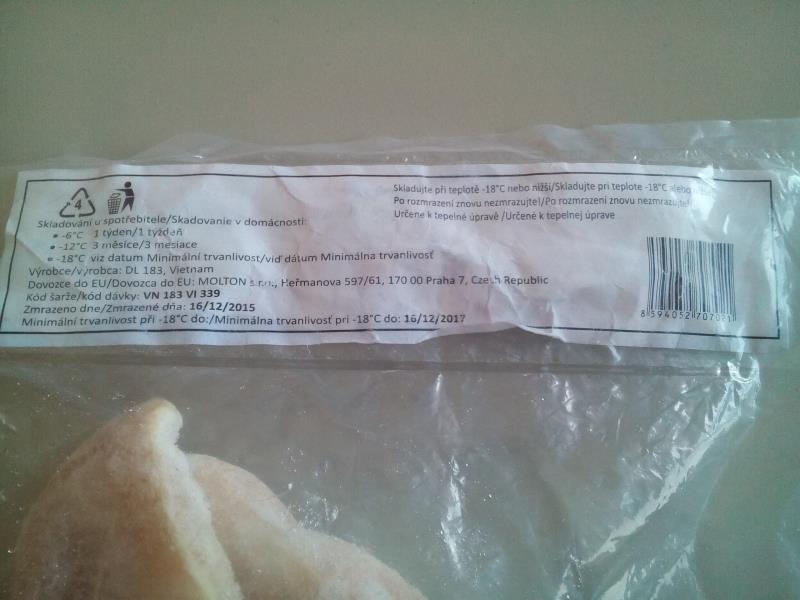 4
Skladování u spotřebitele/Skadovanie v domácnosti:
• -6°C 1 týden/1 týždeň
• -12°C 3 měsíce/3 mesiace
• -18°C viz datum Minimální trvanlivost/viď dátum Minimálna trvanlivosť
Výrobce/výrobca: DL 183, Vietnam
Dovozce do EU/Dovozca do EU: MOLTON s.r.o., Heřmanova 597/61, 170 00 Praha 7, Czech Republic
Kód šarže/kód dávky: VN 183 VI 339
Zmrazeno dne/Zmrazené dňa: 16/12/2015
Minimální trvanlivost při -18°C do:/Minimálna trvanlivosť pri -18°C do: 16/12/2017
Skladujte při teplotě -18°C nebo nižší/Skladujte pri teplote -18°C alebo
Po rozmrazení znovu nezmrazujte!/Po rozmrazení znovu nezmrazujte!
Určene k tepelné úpravě /Určené k tepelnej úprave
8 594052 707021